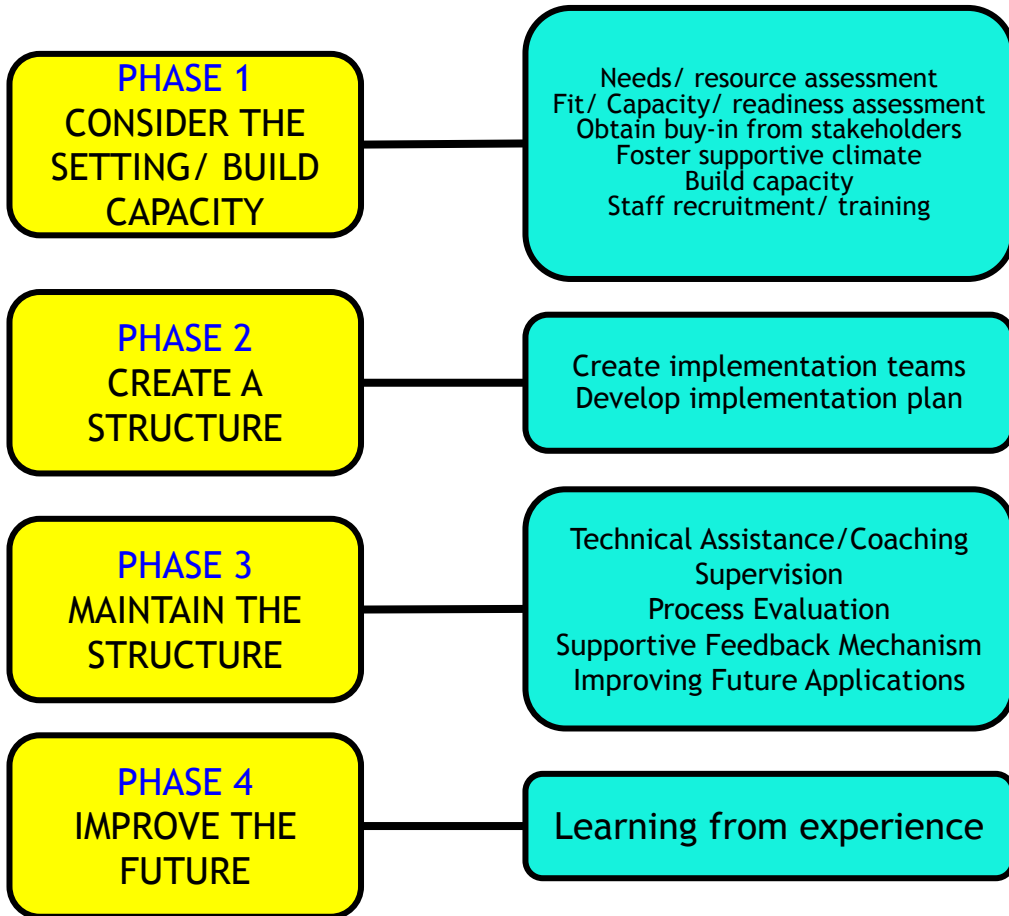 PHASE 1
CONSIDER THE
SETTING/ BUILD
CAPACITY
Needs/ resource assessment
Fit/ Capacity/ readiness assessment
Obtain buy-in from stakeholders
Foster supportive climate
Build capacity
Staff recruitment/ training
PHASE 2
CREATE A
STRUCTURE
Create implementation teams
Develop implementation plan
PHASE 3
MAINTAIN THE
STRUCTURE
Technical Assistance/Coaching
Supervision
Process Evaluation
Supportive Feedback Mechanism
Improving Future Applications
PHASE 4
IMPROVE THE
FUTURE
Learning from experience